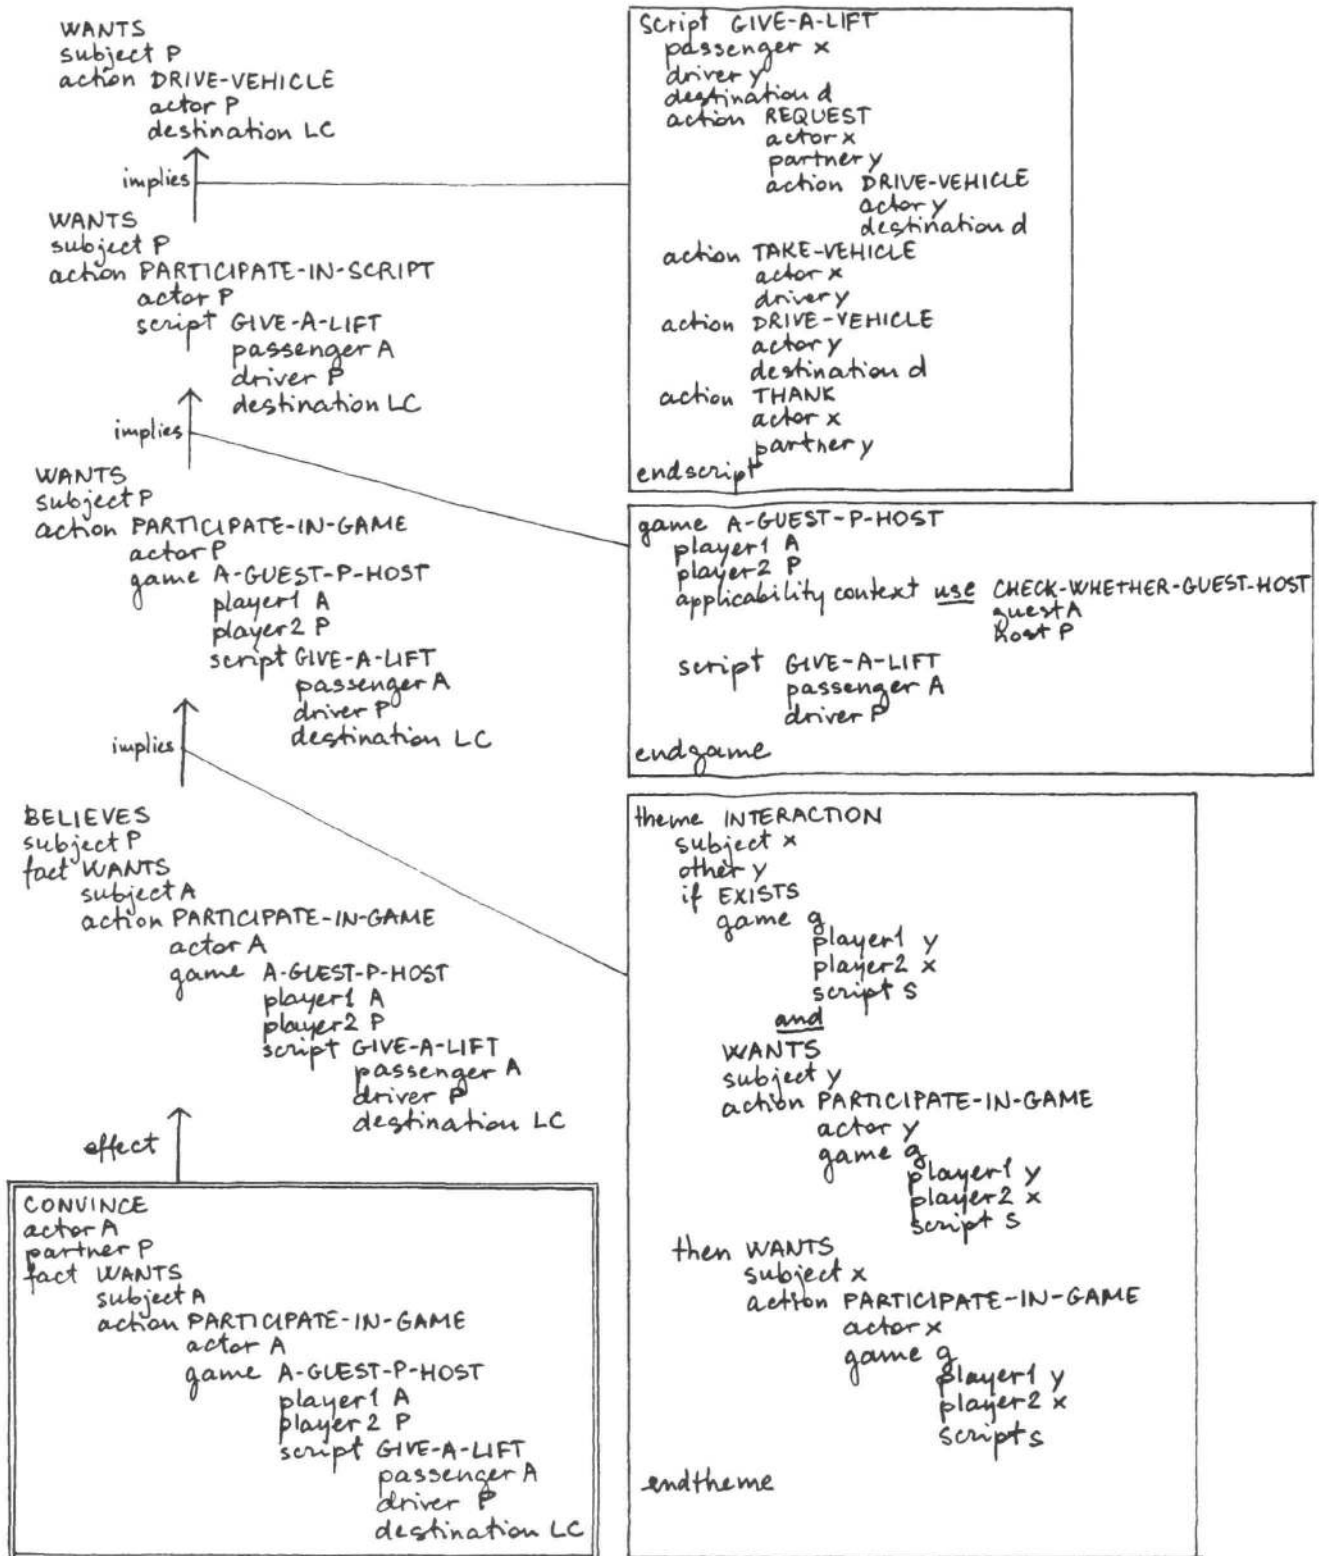 WANTS
subject P
action DRIVE-VEHICLE
actor P
destination LC
implies
WANTS
subject P
action PARTICIPATE-IN-SCRIPT
actor P
script GIVE-A-LIFT
passenger A
driver P
destination LC
implies
WANTS
subject P
action PARTICIPATE-IN-GAME
actor P
game A-GUEST-P-HOST
player1 A
player2 P
script GIVE-A-LIFT
passenger A
driver P
destination LC
implies
BELIEVES
subject P
fact WANTS
subject A
action PARTICIPATE-IN-GAME
actor A
game A-GUEST-P-HOST
player1 A
player2 P
script GIVE-A-LIFT
passenger A
driver P
destination LC
effect
CONVINCE
actor A
partner P
fact WANTS
subject A
action PARTICIPATE-IN-GAME
actor A
game A-GUEST-P-HOST
player1 A
player2 P
script GIVE-A-LIFT
passenger A
driver P
destination LC
script GIVE-A-LIFT
passenger x
driver y
destination d
action REQUEST
actor x
partner y
action DRIVE-VEHICLE
actor y
destination d
action TAKE-VEHICLE
actor x
driver y
action DRIVE-VEHICLE
actor y
destination d
action THANK
actor x
partner y
endscript
game A-GUEST-P-HOST
player1 A
player2 P
applicability context use CHECK-WHETHER-GUEST-HOST
guest A
host P
script GIVE-A-LIFT
passenger A
driver P
endgame
theme INTERACTION
subject x
other y
if EXISTS
game g
player1 y
player2 x
script s
and
WANTS
subject y
action PARTICIPATE-IN-GAME
actor y
game g
player1 y
player2 x
script s
then WANTS
subject x
action PARTICIPATE-IN-GAME
actor x
game g
player1 y
player2 x
script s
endtheme